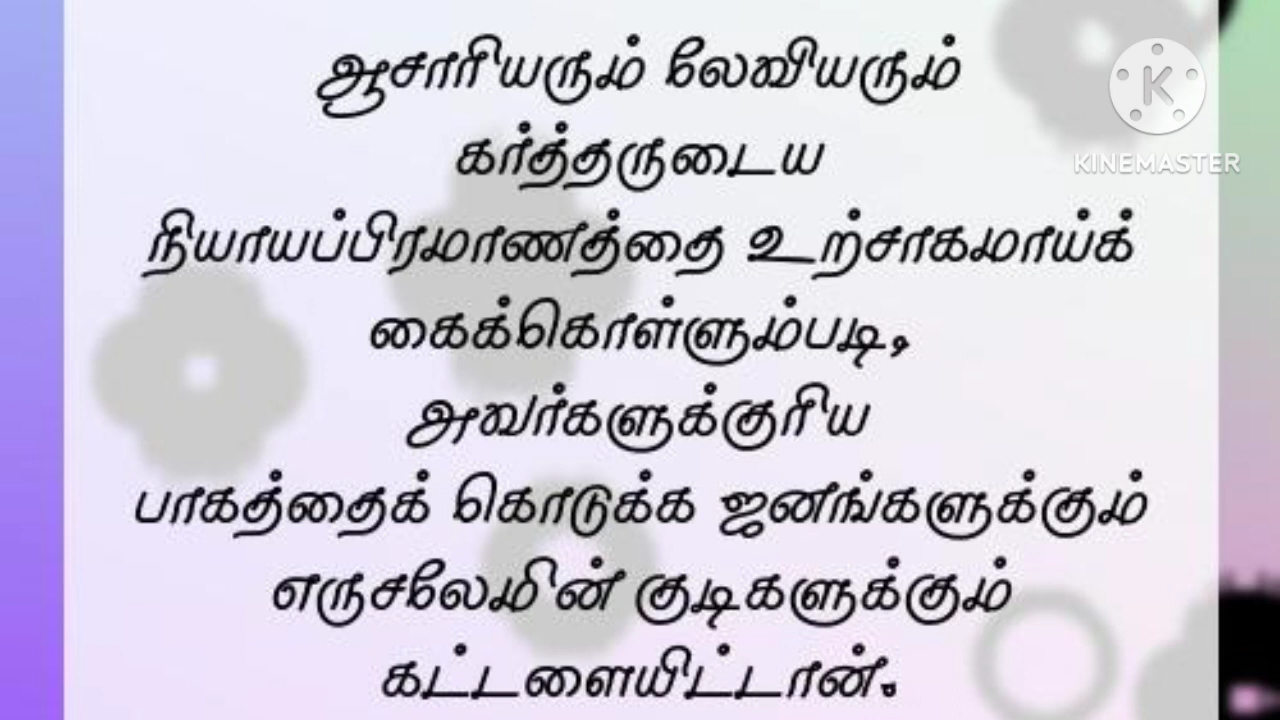 ஆசாரியரும் லேவியரும்
கர்த்தருடைய
நியாயப்பிரமாணத்தை உற்சாகமாய்க்
கைக்கொள்ளும்படி,
அவர்களுக்குரிய
பாகத்தைக் கொடுக்க ஜனங்களுக்கும்
எருசலேமின் குடிகளுக்கும்
கட்டளையிட்டான்.
K
KINEMASTER